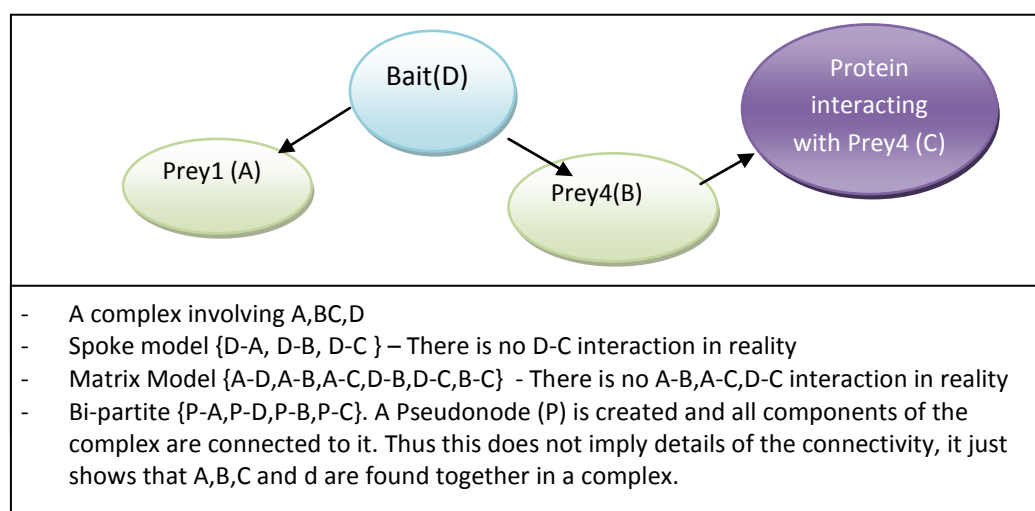 Bait(D)
Protein
interacting
with Prey4 (C)
Prey1 (A)
Prey4(B)
- A complex involving A,BC,D
- Spoke model {D-A, D-B, D-C } – There is no D-C interaction in reality
- Matrix Model {A-D,A-B,A-C,D-B,D-C,B-C} - There is no A-B,A-C,D-C interaction in reality
- Bi-partite {P-A,P-D,P-B,P-C}. A Pseudonode (P) is created and all components of the
complex are connected to it. Thus this does not imply details of the connectivity, it just
shows that A,B,C and d are found together in a complex.